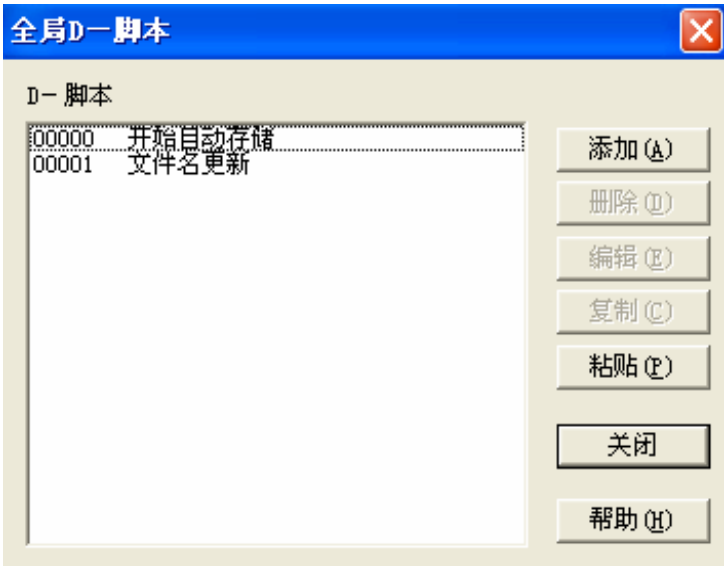 全局D－脚本
D－ 脚本
00000 开始自动存储
00001 文件名更新
添加(A)
删除(D)
编辑(E)
复制(C)
粘贴(P)
关闭
帮助(H)